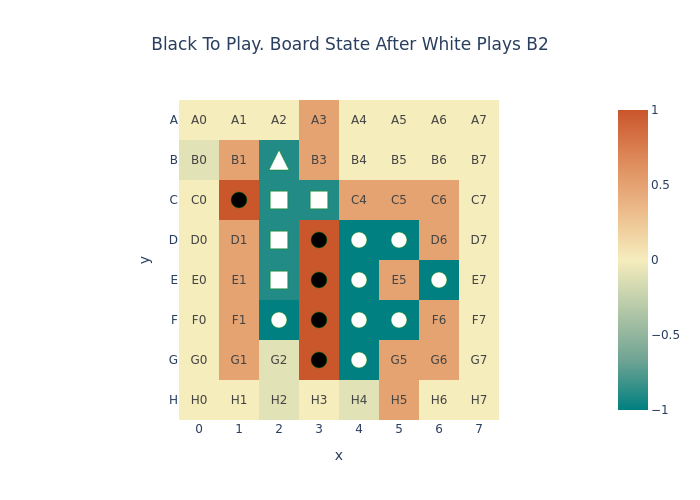 Black To Play. Board State After White Plays B2
A A0 A1 A2 A3 A4 A5 A6 A7
B B0 B1 B3 B4 B5 B6 B7
C C0 C4 C5 C6 C7
D D0 D1 D6 D7
E E0 E1 E5 E7
F F0 F1 F6 F7
G G0 G1 G2 G5 G6 G7
H H0 H1 H2 H3 H4 H5 H6 H7
0 1 2 3 4 5 6 7
x
y
1
0.5
0
−0.5
−1